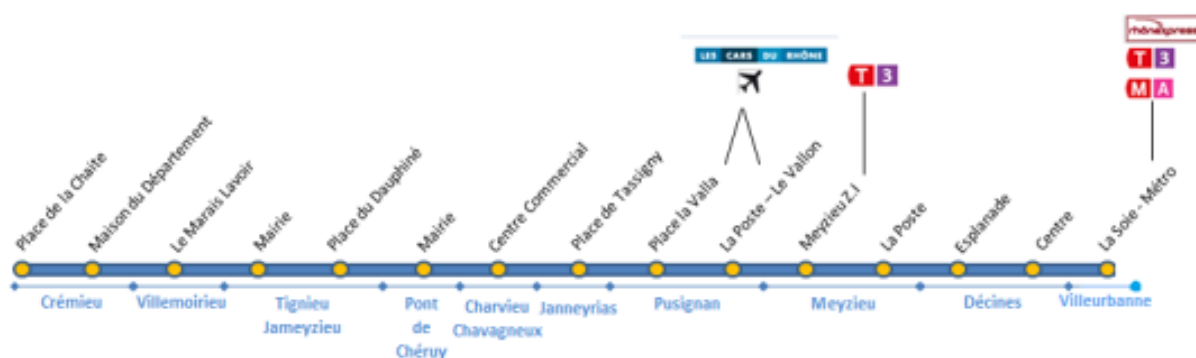 rhônexpress
LES CARS DU RHÔNE
T 3
T 3
M A
Place de la Chaite
Maison du Département
Le Marais Lavoir
Mairie
Place du Dauphiné
Mairie
Centre Commercial
Place de Tassigny
Place la Valla
La Poste – Le Vallon
Meyzieu Z.I
La Poste
Esplanade
Centre
La Soie - Métro
Crémieu
Villemoirieu
Tignieu
Jameyzieu
Pont
de
Chéruy
Charvieu
Chavagneux
Janneyrias
Pusignan
Meyzieu
Décines
Villeurbanne